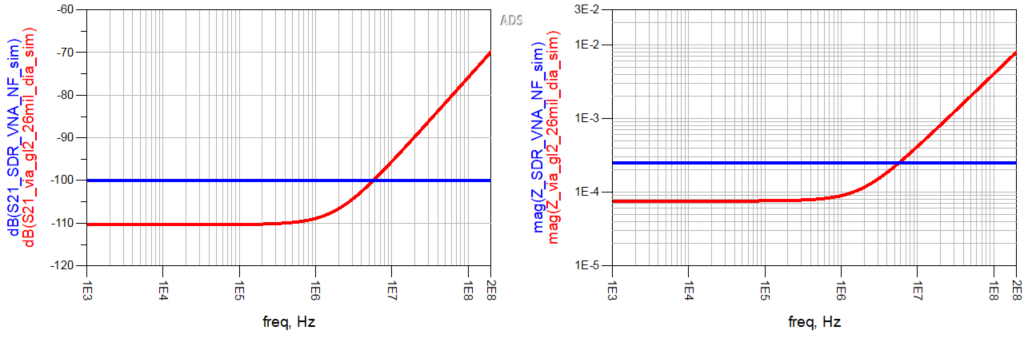 -60
-70
-80
-90
-100
-110
-120
dB(S21_SDR_VNA_NF_sim)
dB(S21_via_gl2_26mil_dia_sim)
1E3
1E4
1E5
1E6
1E7
1E8
2E8
freq, Hz
ADS
3E-2
1E-2
1E-3
1E-4
1E-5
mag(Z_SDR_VNA_NF_sim)
mag(Z_via_gl2_26mil_dia_sim)
1E3
1E4
1E5
1E6
1E7
1E8
2E8
freq, Hz